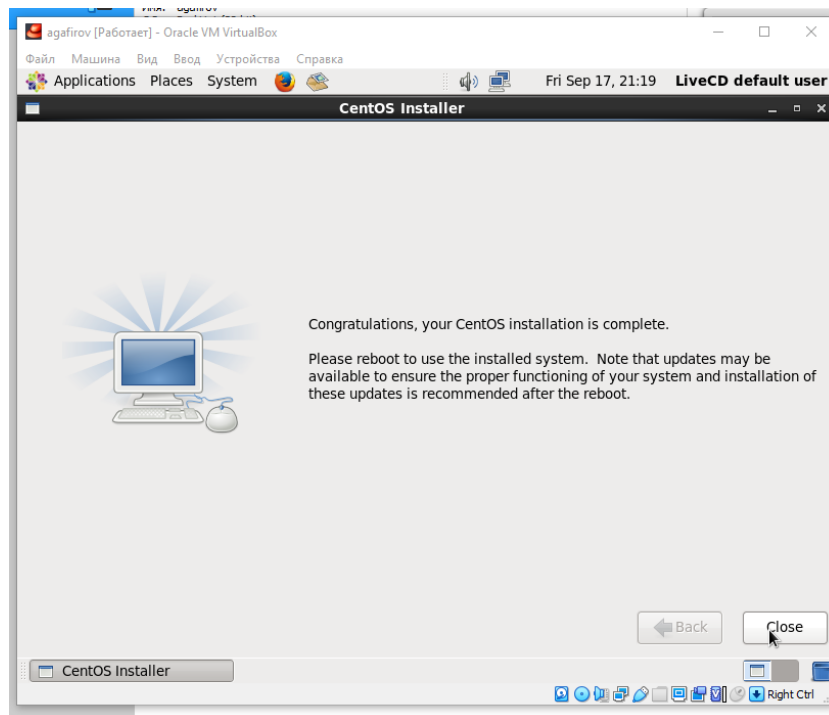 agafirov [Работает] - Oracle VM VirtualBox
Файл Машина Вид Ввод Устройства Справка
Applications Places System Fri Sep 17, 21:19 LiveCD default user
CentOS Installer
Congratulations, your CentOS installation is complete.
Please reboot to use the installed system. Note that updates may be
available to ensure the proper functioning of your system and installation of
these updates is recommended after the reboot.
Back Close
CentOS Installer
Right Ctrl